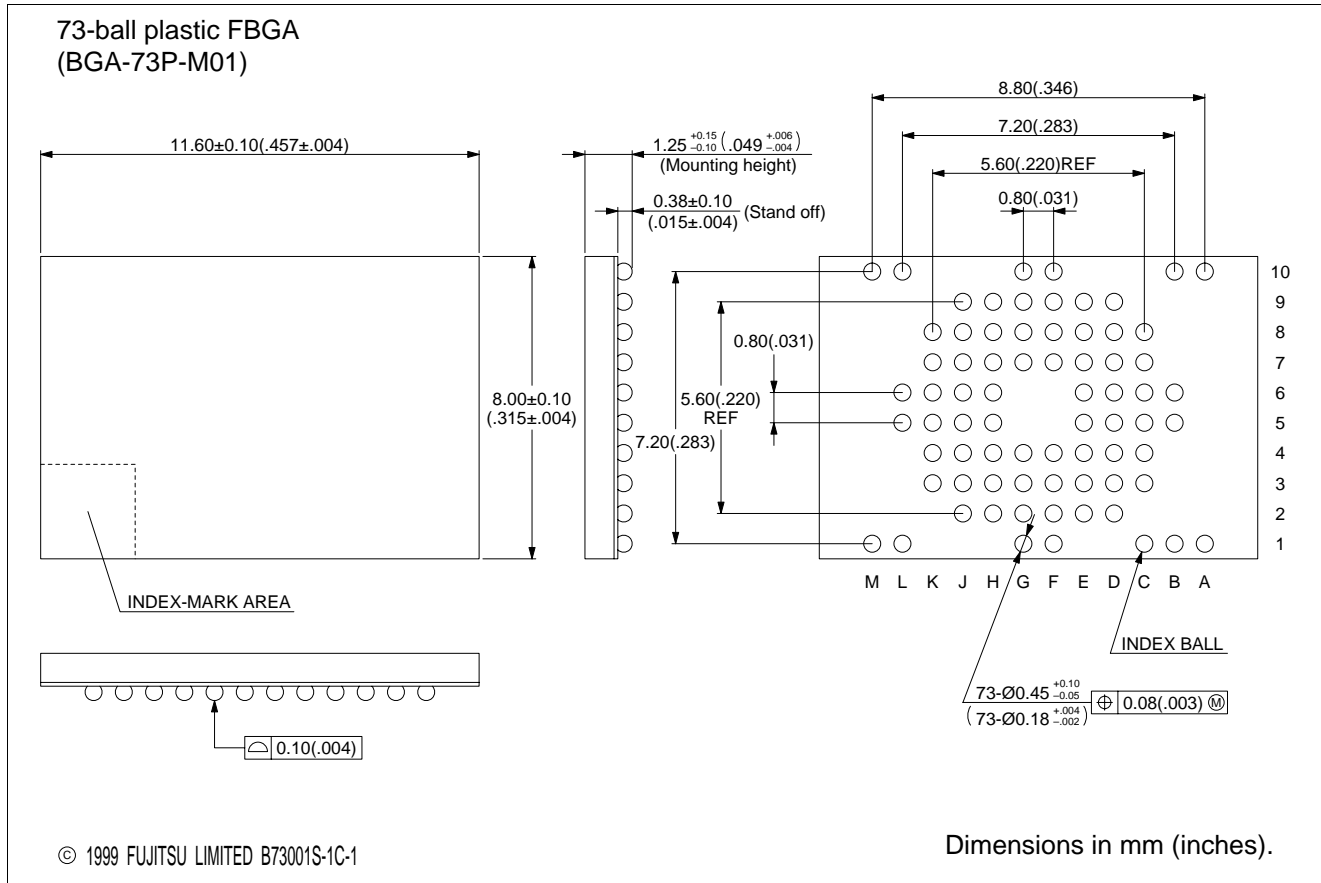 73-ball plastic FBGA
(BGA-73P-M01)
11.60±0.10(.457±.004)
1.25 +0.15 –0.10 (.049 +.006 –.004)
(Mounting height)
0.38±0.10
(.015±.004)
(Stand off)
8.00±0.10
(.315±.004)
INDEX-MARK AREA
0.10(.004)
8.80(.346)
7.20(.283)
5.60(.220)REF
0.80(.031)
0.80(.031)
5.60(.220)
REF
7.20(.283)
10
9
8
7
6
5
4
3
2
1
M L K J H G F E D C B A
INDEX BALL
73-Ø0.45 +0.10 –0.05
(73-Ø0.18 +.004 –.002)
⌖ 0.08(.003) Ⓜ
© 1999 FUJITSU LIMITED B73001S-1C-1
Dimensions in mm (inches).